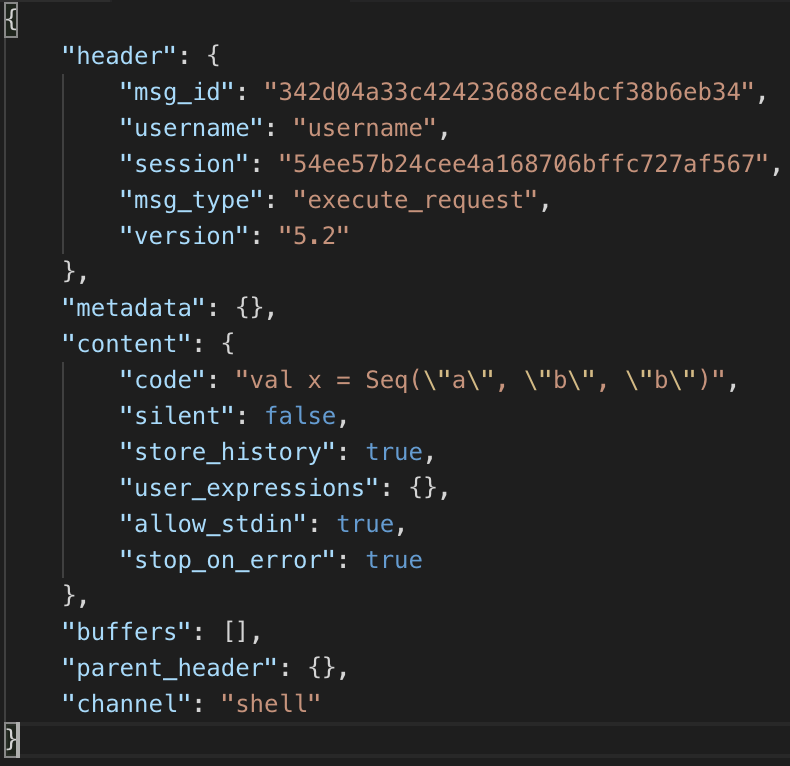 {
    "header": {
        "msg_id": "342d04a33c42423688ce4bcf38b6eb34",
        "username": "username",
        "session": "54ee57b24cee4a168706bffc727af567",
        "msg_type": "execute_request",
        "version": "5.2"
    },
    "metadata": {},
    "content": {
        "code": "val x = Seq(\"a\", \"b\", \"b\")",
        "silent": false,
        "store_history": true,
        "user_expressions": {},
        "allow_stdin": true,
        "stop_on_error": true
    },
    "buffers": [],
    "parent_header": {},
    "channel": "shell"
}